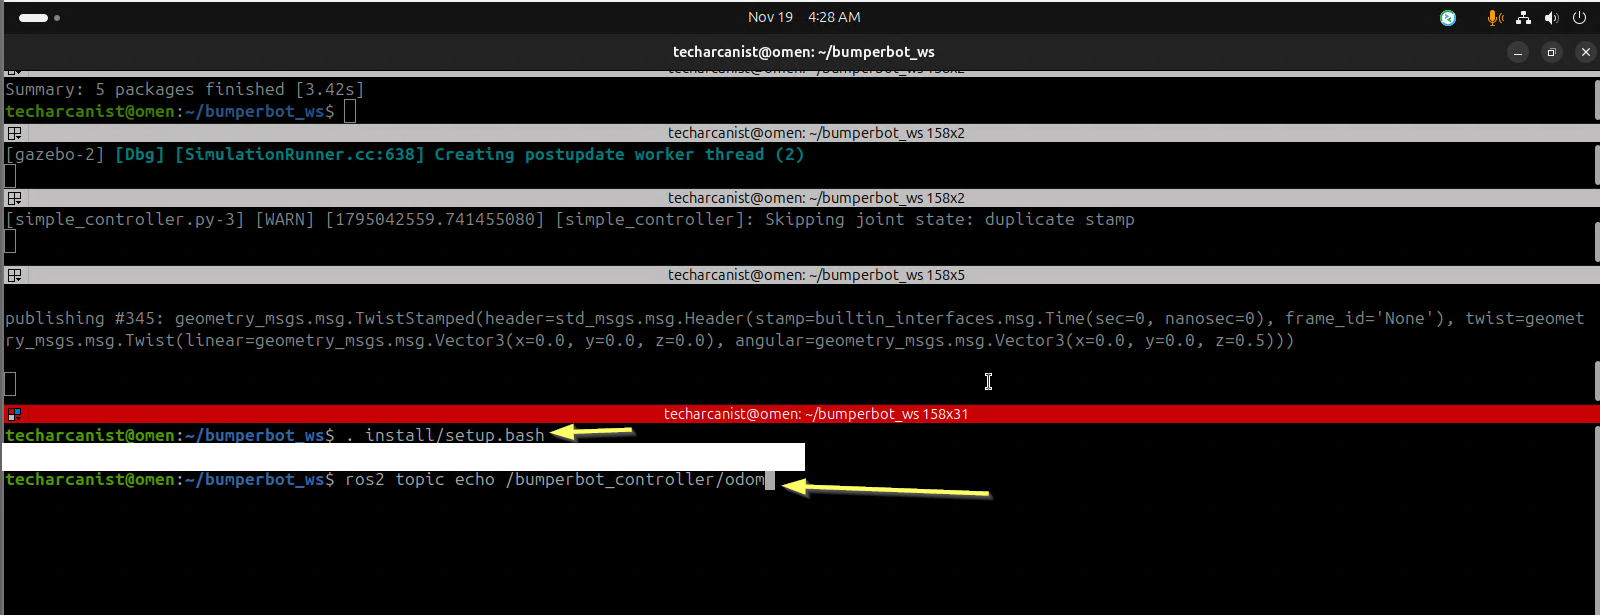 Nov 19 4:28 AM
techarcanist@omen: ~/bumperbot_ws
techarcanist@omen: ~/bumperbot_ws 158x2
Summary: 5 packages finished [3.42s]
techarcanist@omen:~/bumperbot_ws$
techarcanist@omen: ~/bumperbot_ws 158x2
[gazebo-2] [Dbg] [SimulationRunner.cc:638] Creating postupdate worker thread (2)
techarcanist@omen: ~/bumperbot_ws 158x2
[simple_controller.py-3] [WARN] [1795042559.741455080] [simple_controller]: Skipping joint state: duplicate stamp
techarcanist@omen: ~/bumperbot_ws 158x5
publishing #345: geometry_msgs.msg.TwistStamped(header=std_msgs.msg.Header(stamp=builtin_interfaces.msg.Time(sec=0, nanosec=0), frame_id='None'), twist=geomet
ry_msgs.msg.Twist(linear=geometry_msgs.msg.Vector3(x=0.0, y=0.0, z=0.0), angular=geometry_msgs.msg.Vector3(x=0.0, y=0.0, z=0.5)))
techarcanist@omen: ~/bumperbot_ws 158x31
techarcanist@omen:~/bumperbot_ws$ . install/setup.bash
techarcanist@omen:~/bumperbot_ws$ ros2 topic echo /bumperbot_controller/odom